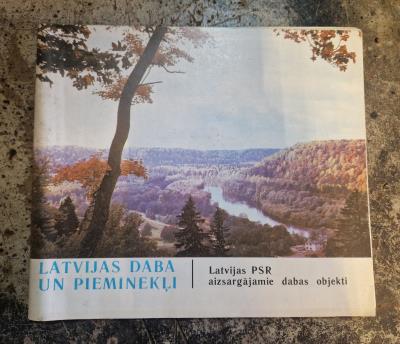 LATVIJAS DABA
UN PIEMINEKĻI
Latvijas PSR
aizsargājamie dabas objekti